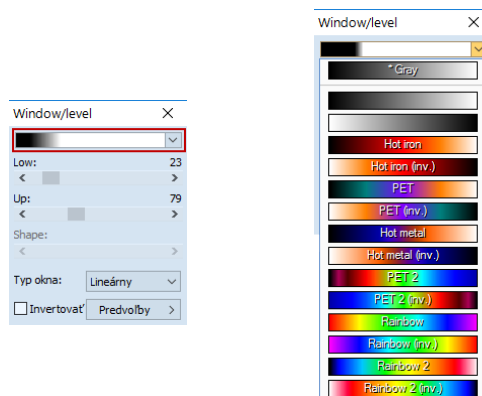 Window/level
Low: 23
Up: 79
Shape:
Typ okna: Lineárny
Invertovať Predvoľby
Window/level
* Gray
Hot iron
Hot iron (inv.)
PET
PET (inv.)
Hot metal
Hot metal (inv.)
PET 2
PET 2 (inv.)
Rainbow
Rainbow (inv.)
Rainbow 2
Rainbow 2 (inv.)